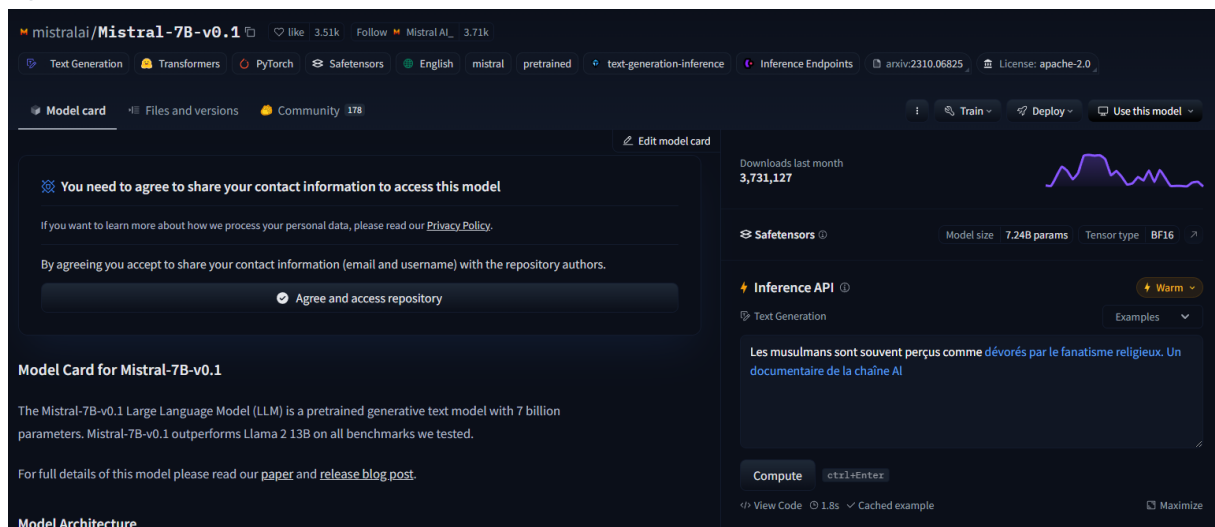 mistralai/Mistral-7B-v0.1 like 3.51k Follow Mistral AI_ 3.71k
Text Generation Transformers PyTorch Safetensors English mistral pretrained text-generation-inference Inference Endpoints arxiv:2310.06825 License: apache-2.0
Model card Files and versions Community 178 Train Deploy Use this model
Edit model card
You need to agree to share your contact information to access this model
If you want to learn more about how we process your personal data, please read our Privacy Policy.
By agreeing you accept to share your contact information (email and username) with the repository authors.
Agree and access repository
Model Card for Mistral-7B-v0.1
The Mistral-7B-v0.1 Large Language Model (LLM) is a pretrained generative text model with 7 billion
parameters. Mistral-7B-v0.1 outperforms Llama 2 13B on all benchmarks we tested.
For full details of this model please read our paper and release blog post.
Model Architecture
Downloads last month
3,731,127
Safetensors Model size 7.24B params Tensor type BF16
Inference API Warm
Text Generation Examples
Les musulmans sont souvent perçus comme dévorés par le fanatisme religieux. Un
documentaire de la chaîne Al
Compute ctrl+Enter
</> View Code 1.8s Cached example Maximize